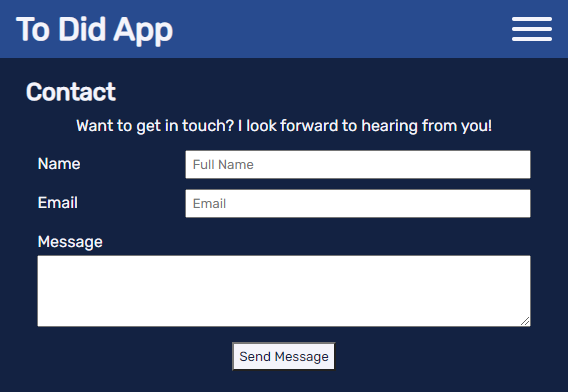 To Did App
Contact
Want to get in touch? I look forward to hearing from you!
Name
Full Name
Email
Email
Message
Send Message